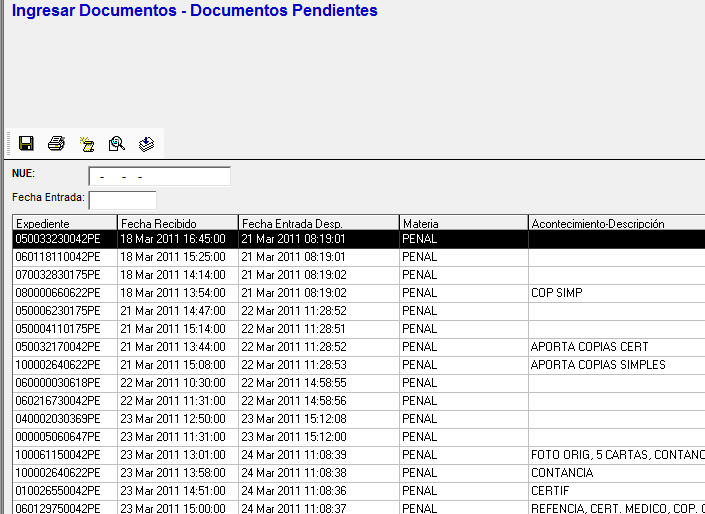 Ingresar Documentos - Documentos Pendientes
NUE: - - -
Fecha Entrada:
Expediente Fecha Recibido Fecha Entrada Desp. Materia Acontecimiento-Descripción
050033230042PE 18 Mar 2011 16:45:00 21 Mar 2011 08:19:01 PENAL
060118110042PE 18 Mar 2011 15:25:00 21 Mar 2011 08:19:01 PENAL
070032830175PE 18 Mar 2011 14:14:00 21 Mar 2011 08:19:02 PENAL
080000660622PE 18 Mar 2011 13:54:00 21 Mar 2011 08:19:02 PENAL COP SIMP
050006230175PE 21 Mar 2011 14:47:00 22 Mar 2011 11:28:52 PENAL
050004110175PE 21 Mar 2011 15:14:00 22 Mar 2011 11:28:51 PENAL
050032170042PE 21 Mar 2011 13:44:00 22 Mar 2011 11:28:52 PENAL APORTA COPIAS CERT
100002640622PE 21 Mar 2011 15:08:00 22 Mar 2011 11:28:53 PENAL APORTA COPIAS SIMPLES
060000030618PE 22 Mar 2011 10:30:00 22 Mar 2011 14:58:55 PENAL
060216730042PE 22 Mar 2011 11:31:00 22 Mar 2011 14:58:56 PENAL
040002030369PE 23 Mar 2011 12:50:00 23 Mar 2011 15:12:08 PENAL
000005060647PE 23 Mar 2011 11:31:00 23 Mar 2011 15:12:00 PENAL
100061150042PE 23 Mar 2011 13:01:00 24 Mar 2011 11:08:39 PENAL FOTO ORIG, 5 CARTAS, CONTANC
100002640622PE 23 Mar 2011 13:58:00 24 Mar 2011 11:08:38 PENAL CONTANCIA
010026550042PE 23 Mar 2011 14:51:00 24 Mar 2011 11:08:36 PENAL CERTIF
060129750042PE 23 Mar 2011 15:00:00 24 Mar 2011 11:08:37 PENAL REFENCIA, CERT. MEDICO, COP.